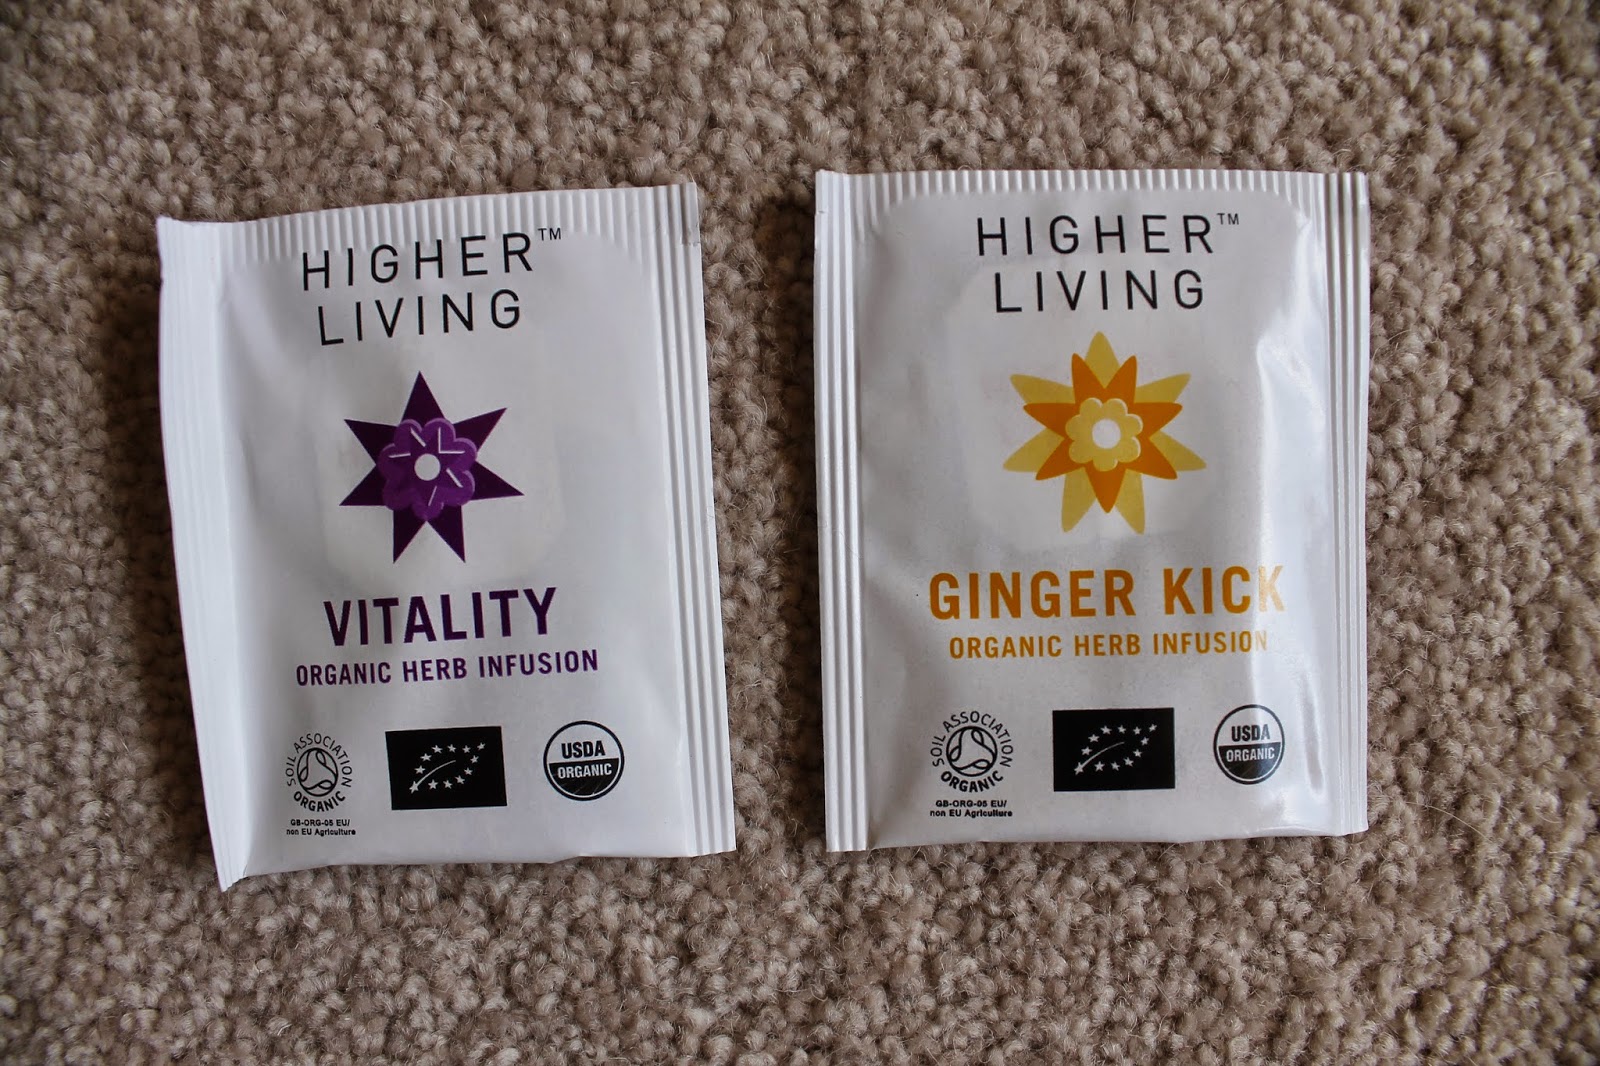 HIGHER™
LIVING
VITALITY
ORGANIC HERB INFUSION
SOIL ASSOCIATION
ORGANIC
GB-ORG-05 EU/
non EU Agriculture
USDA
ORGANIC
HIGHER™
LIVING
GINGER KICK
ORGANIC HERB INFUSION
SOIL ASSOCIATION
ORGANIC
GB-ORG-05 EU/
non EU Agriculture
USDA
ORGANIC